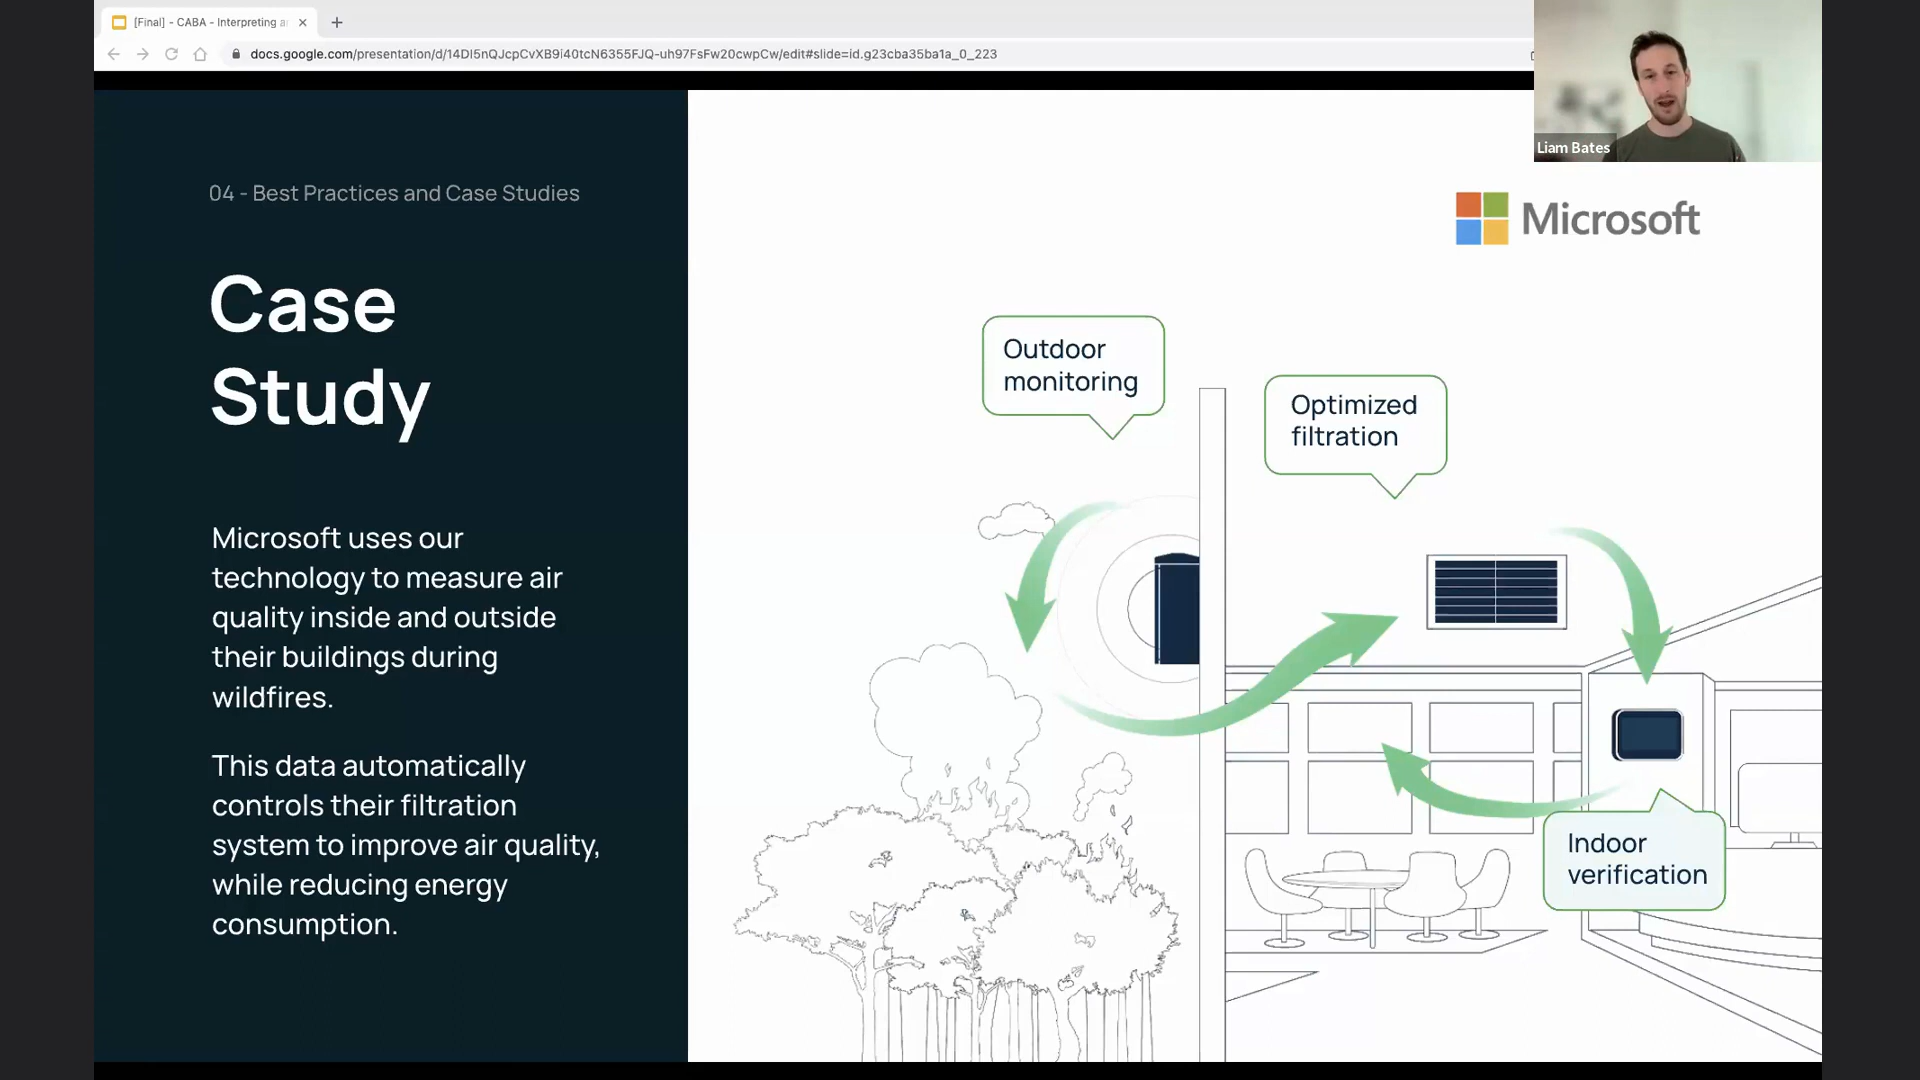 [Final] - CABA - Interpreting a
docs.google.com/presentation/d/14DI5nQJcpCvXB9i40tcN6355FJQ-uh97FsFw20cwpCw/edit#slide=id.g23cba35ba1a_0_223
Liam Bates
04 - Best Practices and Case Studies
Case
Study
Microsoft uses our
technology to measure air
quality inside and outside
their buildings during
wildfires.
This data automatically
controls their filtration
system to improve air quality,
while reducing energy
consumption.
Microsoft
Outdoor
monitoring
Optimized
filtration
Indoor
verification